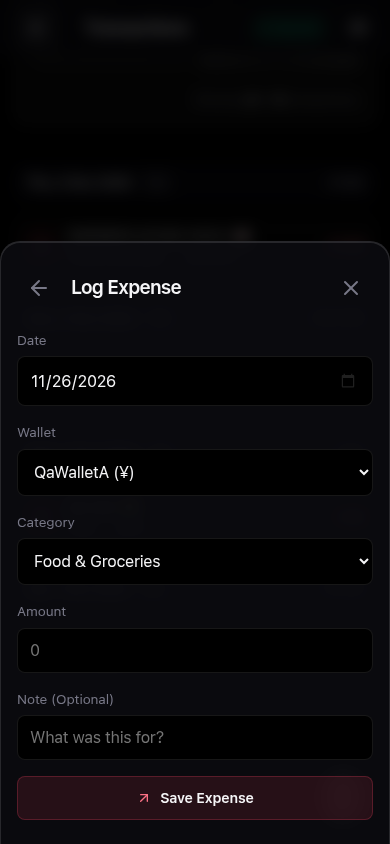 Log Expense
Date
11/26/2026
Wallet
QaWalletA (¥)
Category
Food & Groceries
Amount
0
Note (Optional)
What was this for?
Save Expense